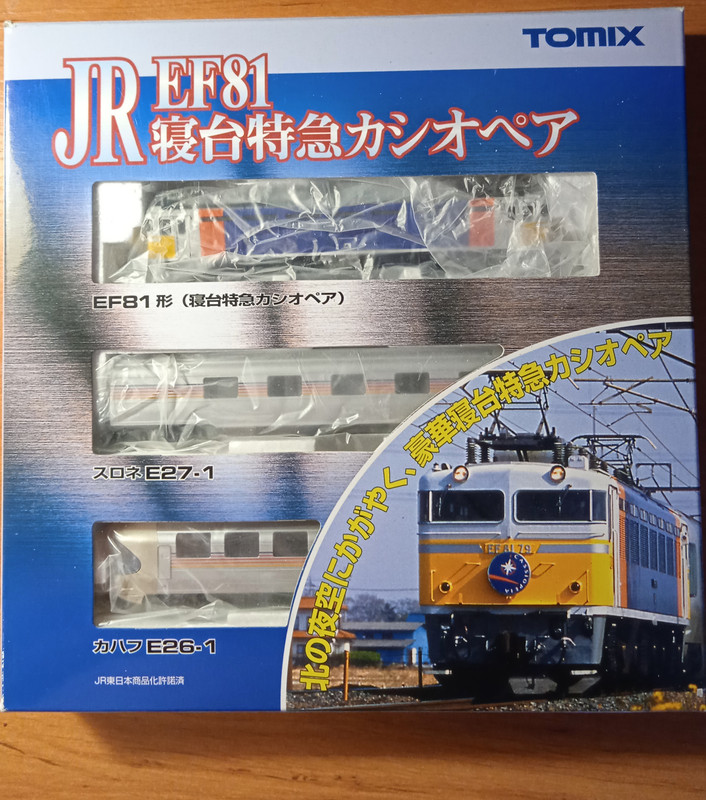 TOMIX
JR EF81
寝台特急カシオペア
EF81形（寝台特急カシオペア）
スロネ E27-1
カハフ E26-1
JR東日本商品化許諾済
北の夜空にかがやく、豪華寝台特急カシオペア
EF 81 79
CASSIOPEIA